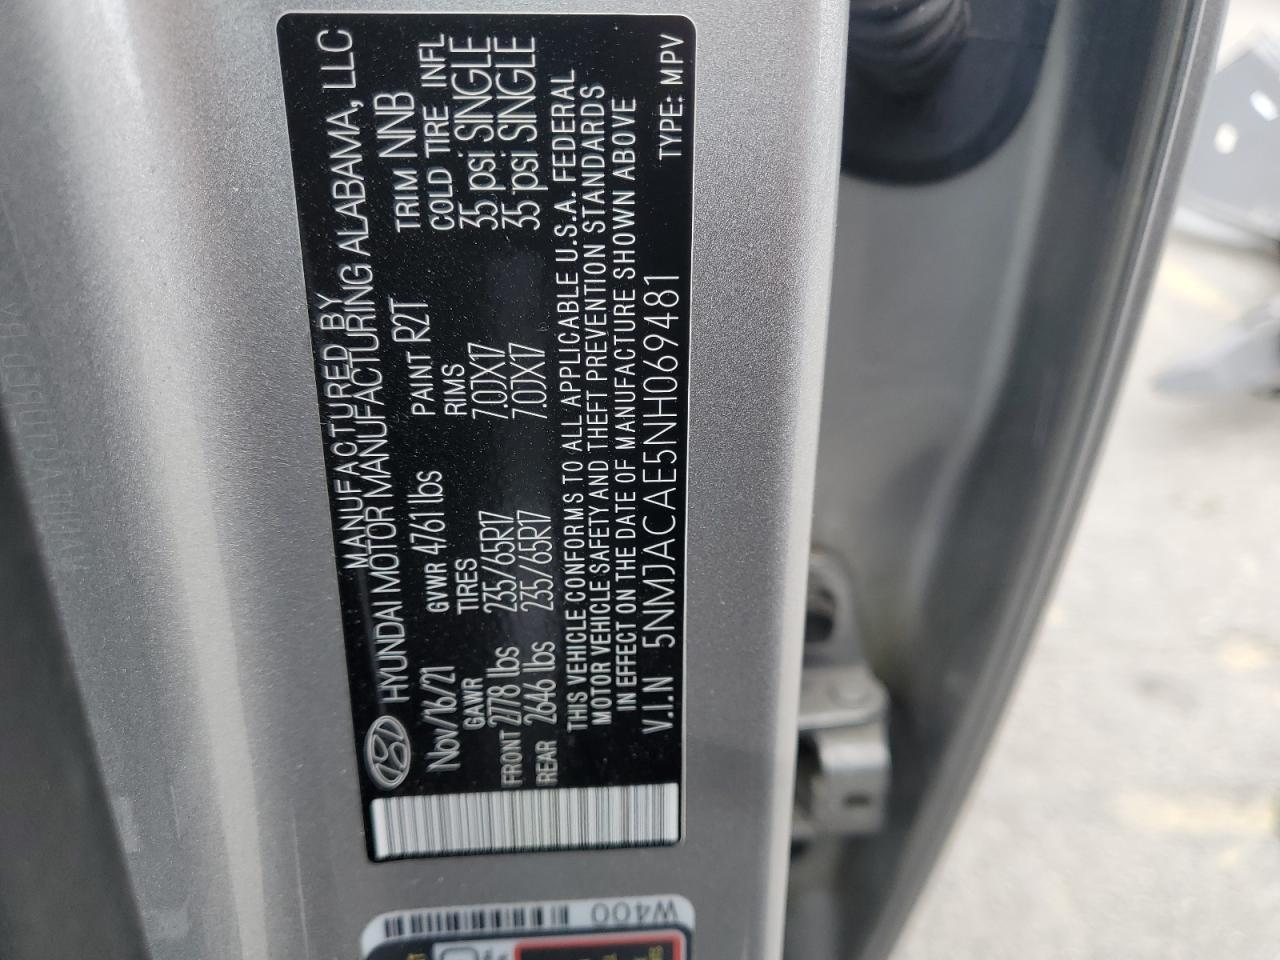 MANUFACTURED BY
HYUNDAI MOTOR MANUFACTURING ALABAMA, LLC
Nov/16/21 GVWR 4761 lbs PAINT R2T TRIM NNB
GAWR TIRES RIMS COLD TIRE INFL
FRONT 2778 lbs 235/65R17 7.0JX17 35 psi SINGLE
REAR 2646 lbs 235/65R17 7.0JX17 35 psi SINGLE
THIS VEHICLE CONFORMS TO ALL APPLICABLE U.S.A. FEDERAL
MOTOR VEHICLE SAFETY AND THEFT PREVENTION STANDARDS
IN EFFECT ON THE DATE OF MANUFACTURE SHOWN ABOVE
V.I.N 5NMJACAE5NH069481 TYPE: MPV
W400